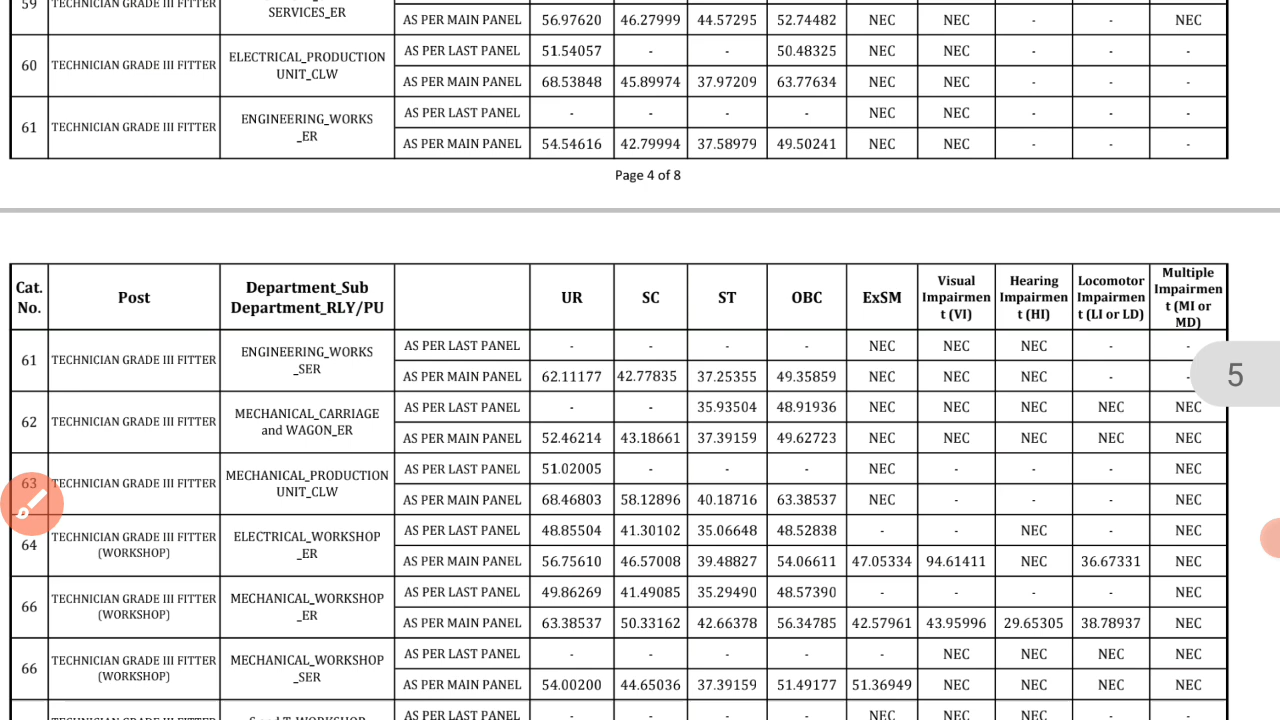 59 TECHNICIAN GRADE III FITTER SERVICES_ER
AS PER MAIN PANEL 56.97620 46.27999 44.57295 52.74482 NEC NEC - - NEC
60 TECHNICIAN GRADE III FITTER ELECTRICAL_PRODUCTION UNIT_CLW
AS PER LAST PANEL 51.54057 - - 50.48325 NEC NEC - - -
AS PER MAIN PANEL 68.53848 45.89974 37.97209 63.77634 NEC NEC - - -
61 TECHNICIAN GRADE III FITTER ENGINEERING_WORKS _ER
AS PER LAST PANEL - - - - NEC NEC - - -
AS PER MAIN PANEL 54.54616 42.79994 37.58979 49.50241 NEC NEC - - -
Page 4 of 8
Cat. No. Post Department_Sub Department_RLY/PU UR SC ST OBC ExSM Visual Impairmen t (VI) Hearing Impairmen t (HI) Locomotor Impairmen t (LI or LD) Multiple Impairmen t (MI or MD)
61 TECHNICIAN GRADE III FITTER ENGINEERING_WORKS _SER
AS PER LAST PANEL - - - - NEC NEC NEC - -
AS PER MAIN PANEL 62.11177 42.77835 37.25355 49.35859 NEC NEC NEC - -
5
62 TECHNICIAN GRADE III FITTER MECHANICAL_CARRIAGE and WAGON_ER
AS PER LAST PANEL - - 35.93504 48.91936 NEC NEC NEC NEC NEC
AS PER MAIN PANEL 52.46214 43.18661 37.39159 49.62723 NEC NEC NEC NEC NEC
63 TECHNICIAN GRADE III FITTER MECHANICAL_PRODUCTION UNIT_CLW
AS PER LAST PANEL 51.02005 - - - NEC - - - NEC
AS PER MAIN PANEL 68.46803 58.12896 40.18716 63.38537 NEC - - - NEC
64 TECHNICIAN GRADE III FITTER (WORKSHOP) ELECTRICAL_WORKSHOP _ER
AS PER LAST PANEL 48.85504 41.30102 35.06648 48.52838 - - NEC - NEC
AS PER MAIN PANEL 56.75610 46.57008 39.48827 54.06611 47.05334 94.61411 NEC 36.67331 NEC
66 TECHNICIAN GRADE III FITTER (WORKSHOP) MECHANICAL_WORKSHOP _ER
AS PER LAST PANEL 49.86269 41.49085 35.29490 48.57390 - - - - NEC
AS PER MAIN PANEL 63.38537 50.33162 42.66378 56.34785 42.57961 43.95996 29.65305 38.78937 NEC
66 TECHNICIAN GRADE III FITTER (WORKSHOP) MECHANICAL_WORKSHOP _SER
AS PER LAST PANEL - - - - - NEC NEC NEC NEC
AS PER MAIN PANEL 54.00200 44.65036 37.39159 51.49177 51.36949 NEC NEC NEC NEC
TECHNICIAN GRADE III FITTER S and T_WORKSHOP
AS PER LAST PANEL - - - - NEC NEC - - -